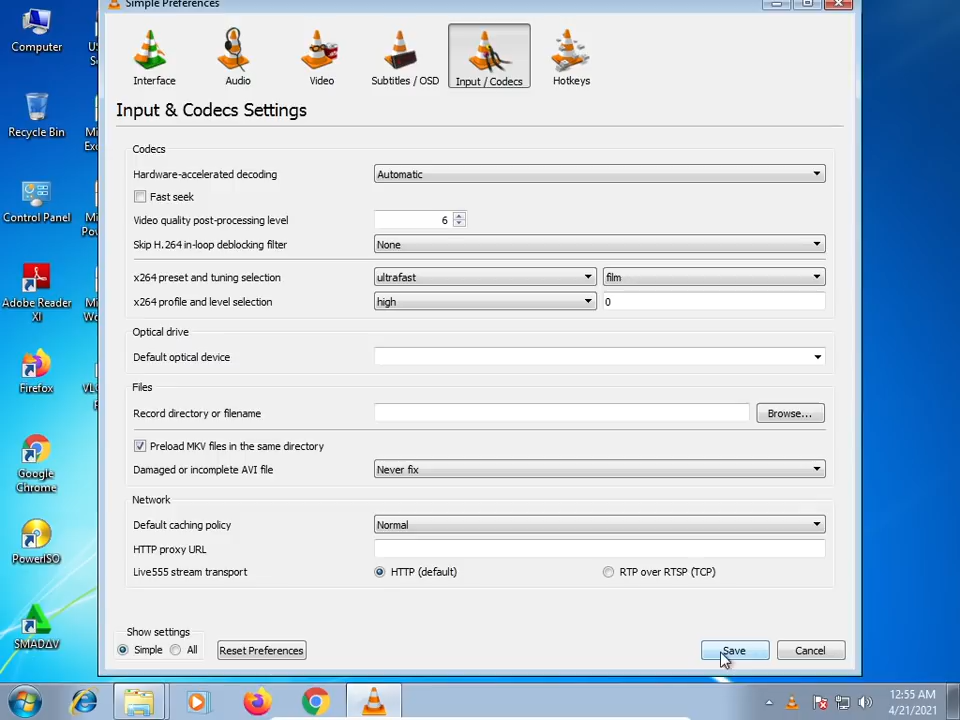 Simple Preferences
Computer
Recycle Bin
Control Panel
Adobe Reader
XI
Firefox
Google
Chrome
PowerISO
SMADΔV
Interface
Audio
Video
Subtitles / OSD
Input / Codecs
Hotkeys
Input & Codecs Settings
Codecs
Hardware-accelerated decoding
Automatic
Fast seek
Video quality post-processing level
6
Skip H.264 in-loop deblocking filter
None
x264 preset and tuning selection
ultrafast
film
x264 profile and level selection
high
0
Optical drive
Default optical device
Files
Record directory or filename
Browse...
Preload MKV files in the same directory
Damaged or incomplete AVI file
Never fix
Network
Default caching policy
Normal
HTTP proxy URL
Live555 stream transport
HTTP (default)
RTP over RTSP (TCP)
Show settings
Simple
All
Reset Preferences
Save
Cancel
12:55 AM
4/21/2021